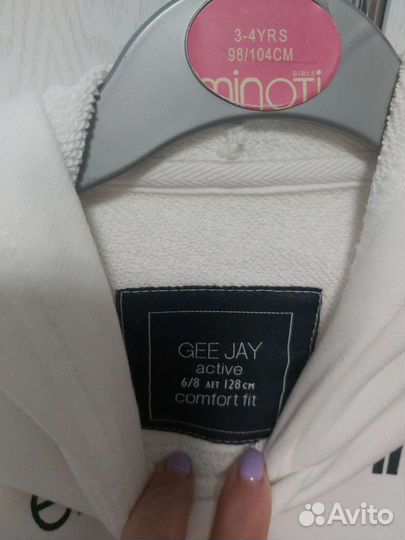 3-4YRS
98/104CM
GIRLS
minoti
GEE JAY
active
6/8 ЛЕТ 128 СМ
comfort fit
Avito